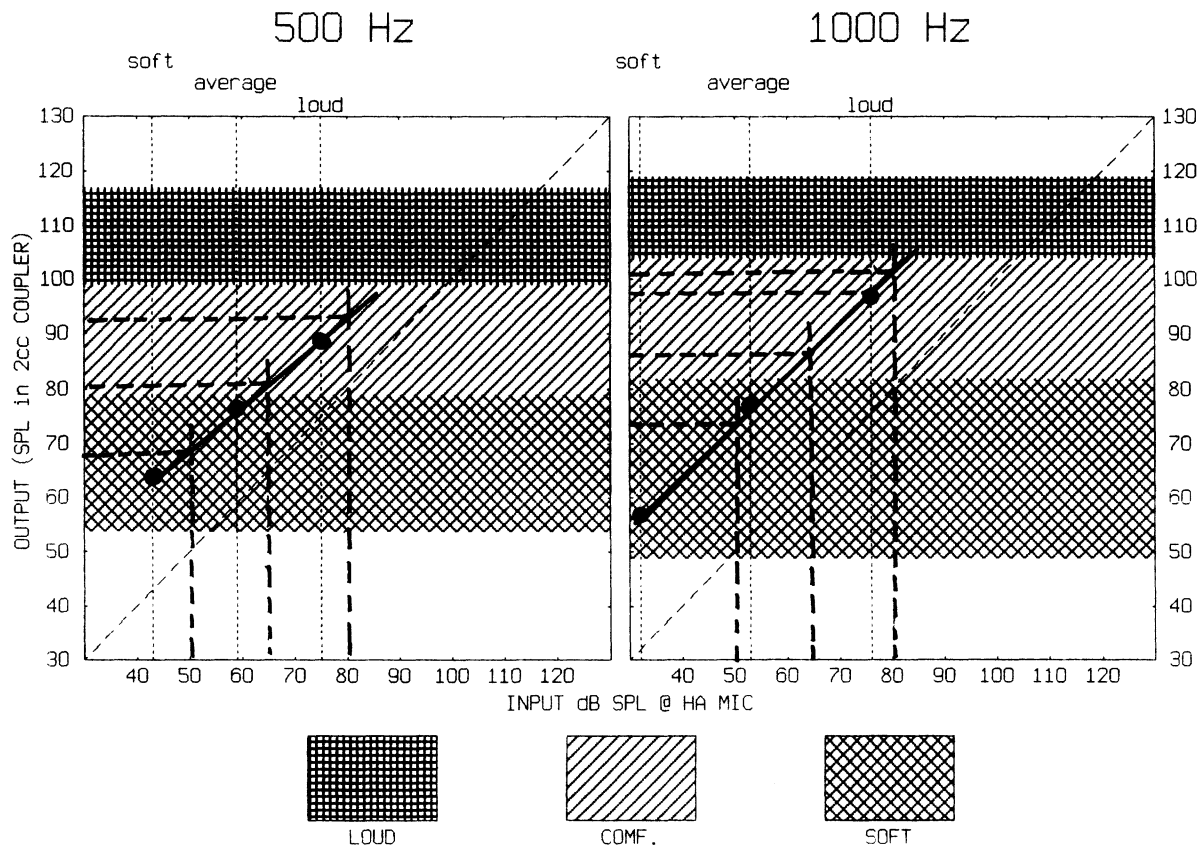 500 Hz
1000 Hz
soft
average
loud
soft
average
loud
130
120
110
100
90
80
70
60
50
40
30
OUTPUT (SPL in 2cc COUPLER)
130
120
110
100
90
80
70
60
50
40
30
40 50 60 70 80 90 100 110 120
40 50 60 70 80 90 100 110 120
INPUT dB SPL @ HA MIC
LOUD
COMF.
SOFT